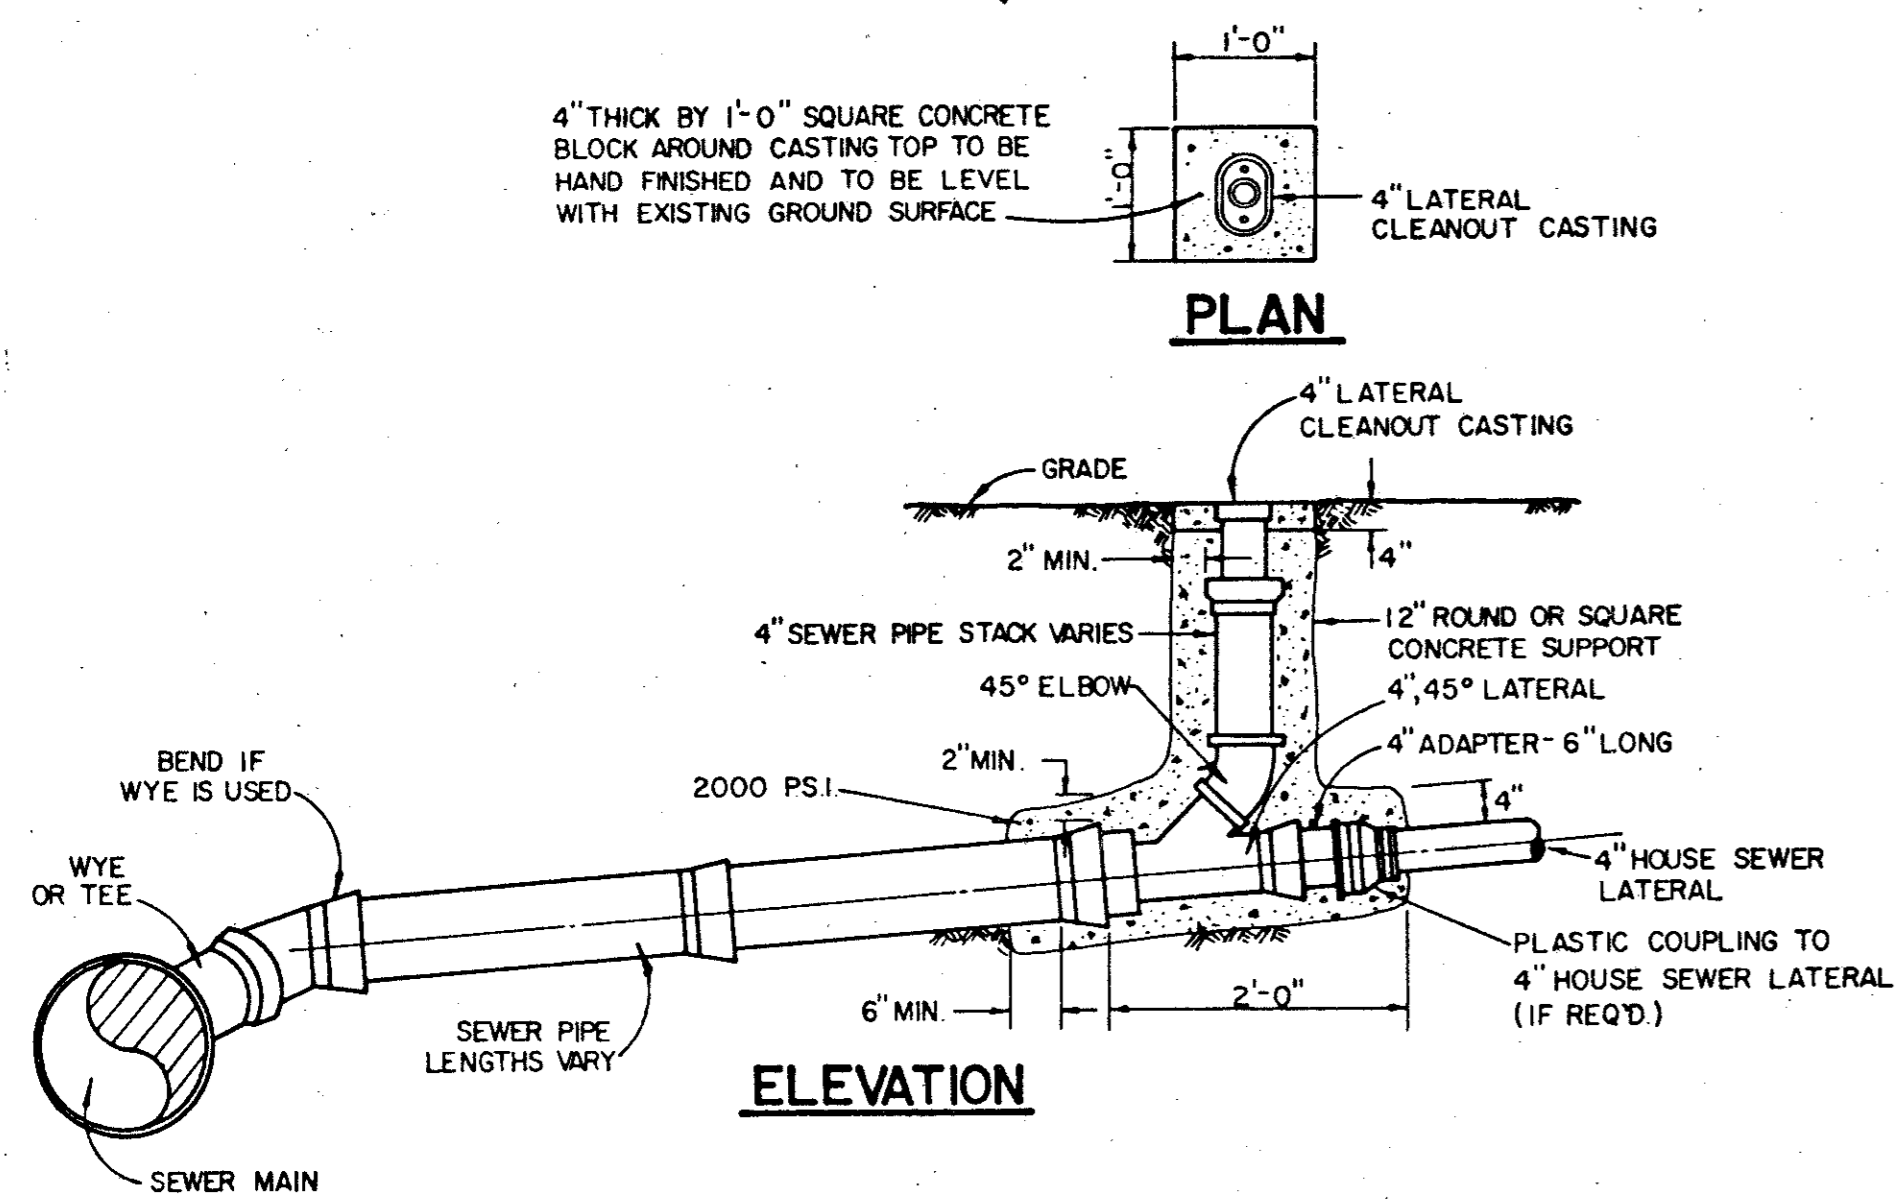 1'-0"
4" THICK BY 1'-0" SQUARE CONCRETE
BLOCK AROUND CASTING TOP TO BE
HAND FINISHED AND TO BE LEVEL
WITH EXISTING GROUND SURFACE
1'-0"
4" LATERAL
CLEANOUT CASTING
PLAN
4" LATERAL
CLEANOUT CASTING
GRADE
2" MIN.
4"
4" SEWER PIPE STACK VARIES
12" ROUND OR SQUARE
CONCRETE SUPPORT
45° ELBOW
4", 45° LATERAL
4" ADAPTER - 6" LONG
BEND IF
WYE IS USED
2" MIN.
2000 P.S.I.
4"
WYE
OR TEE
4" HOUSE SEWER
LATERAL
PLASTIC COUPLING TO
4" HOUSE SEWER LATERAL
(IF REQ'D.)
6" MIN.
2'-0"
SEWER PIPE
LENGTHS VARY
ELEVATION
SEWER MAIN